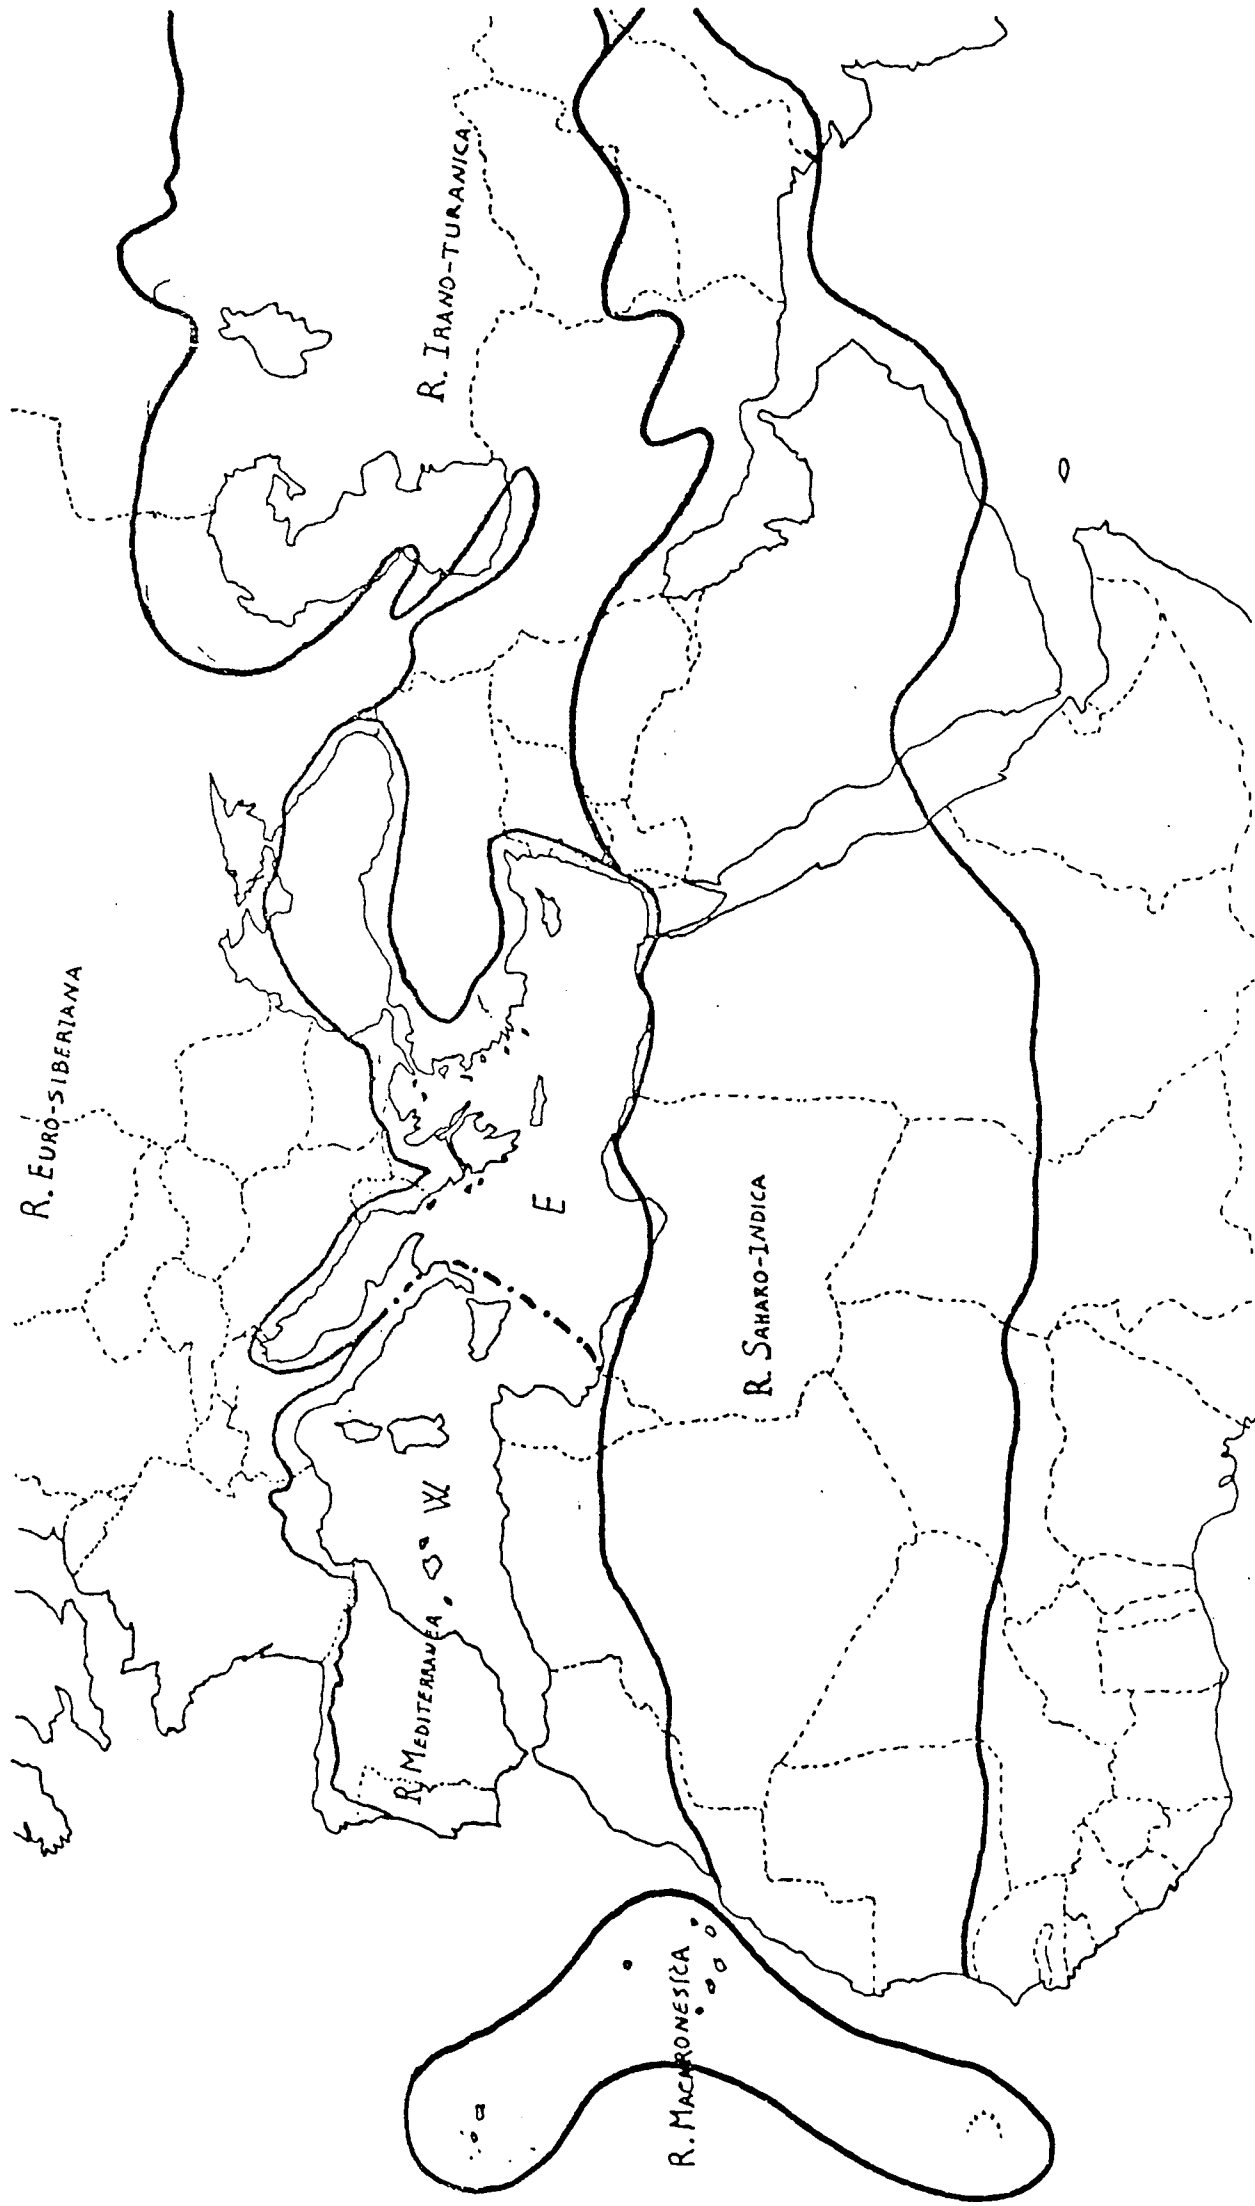 R. EURO-SIBERIANA
R. IRANO-TURANICA
R. MEDITERRANEA
W
E
R. SAHARO-INDICA
R. MACARONESICA